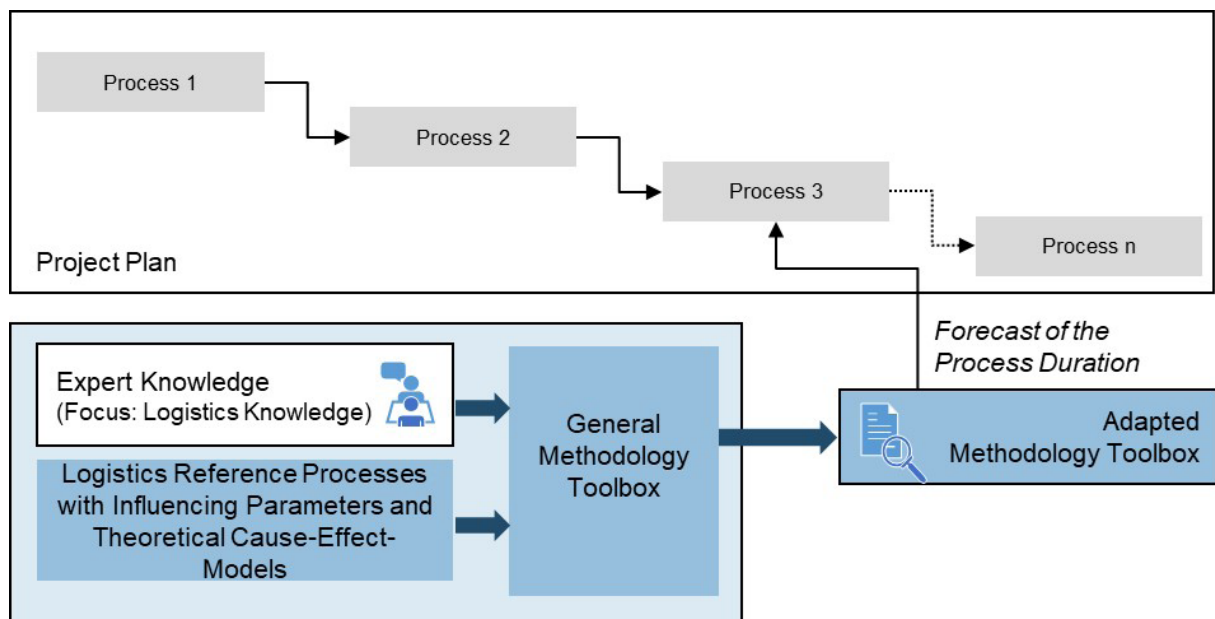 Process 1
Process 2
Process 3
Process n
Project Plan
Forecast of the
Process Duration
Expert Knowledge
(Focus: Logistics Knowledge)
Logistics Reference Processes
with Influencing Parameters and
Theoretical Cause-Effect-
Models
General
Methodology
Toolbox
Adapted
Methodology Toolbox